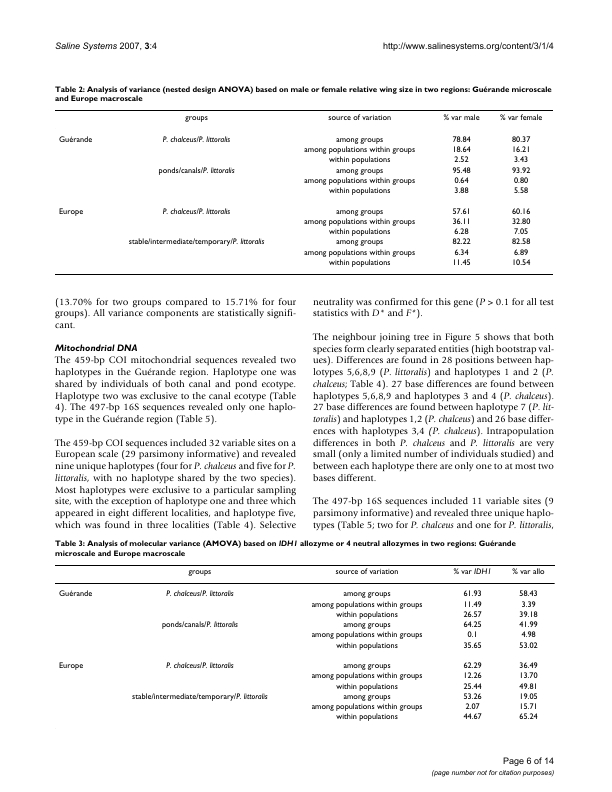 Saline Systems 2007, 3:4 http://www.salinesystems.org/content/3/1/4
Table 2: Analysis of variance (nested design ANOVA) based on male or female relative wing size in two regions: Guérande microscale
and Europe macroscale
groups source of variation % var male % var female
Guérande P. chalceus/P. littoralis among groups 78.84 80.37
among populations within groups 18.64 16.21
within populations 2.52 3.43
ponds/canals/P. littoralis among groups 95.48 93.92
among populations within groups 0.64 0.80
within populations 3.88 5.58
Europe P. chalceus/P. littoralis among groups 57.61 60.16
among populations within groups 36.11 32.80
within populations 6.28 7.05
stable/intermediate/temporary/P. littoralis among groups 82.22 82.58
among populations within groups 6.34 6.89
within populations 11.45 10.54
(13.70% for two groups compared to 15.71% for four
groups). All variance components are statistically signifi-
cant.
Mitochondrial DNA
The 459-bp COI mitochondrial sequences revealed two
haplotypes in the Guérande region. Haplotype one was
shared by individuals of both canal and pond ecotype.
Haplotype two was exclusive to the canal ecotype (Table
4). The 497-bp 16S sequences revealed only one haplo-
type in the Guérande region (Table 5).
The 459-bp COI sequences included 32 variable sites on a
European scale (29 parsimony informative) and revealed
nine unique haplotypes (four for P. chalceus and five for P.
littoralis, with no haplotype shared by the two species).
Most haplotypes were exclusive to a particular sampling
site, with the exception of haplotype one and three which
appeared in eight different localities, and haplotype five,
which was found in three localities (Table 4). Selective
neutrality was confirmed for this gene (P > 0.1 for all test
statistics with D* and F*).
The neighbour joining tree in Figure 5 shows that both
species form clearly separated entities (high bootstrap val-
ues). Differences are found in 28 positions between hap-
lotypes 5,6,8,9 (P. littoralis) and haplotypes 1 and 2 (P.
chalceus; Table 4). 27 base differences are found between
haplotypes 5,6,8,9 and haplotypes 3 and 4 (P. chalceus).
27 base differences are found between haplotype 7 (P. lit-
toralis) and haplotypes 1,2 (P. chalceus) and 26 base differ-
ences with haplotypes 3,4 (P. chalceus). Intrapopulation
differences in both P. chalceus and P. littoralis are very
small (only a limited number of individuals studied) and
between each haplotype there are only one to at most two
bases different.
The 497-bp 16S sequences included 11 variable sites (9
parsimony informative) and revealed three unique haplo-
types (Table 5; two for P. chalceus and one for P. littoralis,
Table 3: Analysis of molecular variance (AMOVA) based on IDH1 allozyme or 4 neutral allozymes in two regions: Guérande
microscale and Europe macroscale
groups source of variation % var IDH1 % var allo
Guérande P. chalceus/P. littoralis among groups 61.93 58.43
among populations within groups 11.49 3.39
within populations 26.57 39.18
ponds/canals/P. littoralis among groups 64.25 41.99
among populations within groups 0.1 4.98
within populations 35.65 53.02
Europe P. chalceus/P. littoralis among groups 62.29 36.49
among populations within groups 12.26 13.70
within populations 25.44 49.81
stable/intermediate/temporary/P. littoralis among groups 53.26 19.05
among populations within groups 2.07 15.71
within populations 44.67 65.24
Page 6 of 14
(page number not for citation purposes)